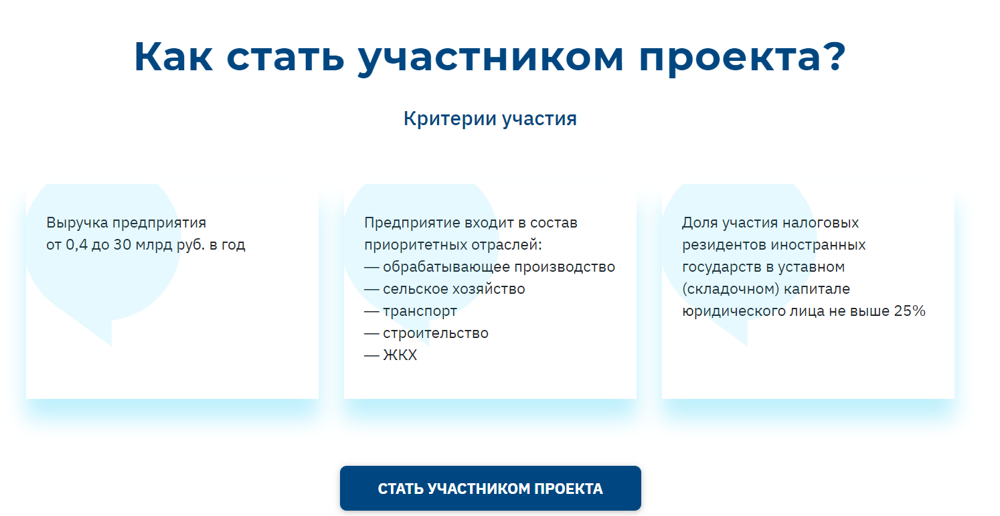 Как стать участником проекта?
Критерии участия
Выручка предприятия
от 0,4 до 30 млрд руб. в год
Предприятие входит в состав
приоритетных отраслей:
— обрабатывающее производство
— сельское хозяйство
— транспорт
— строительство
— ЖКХ
Доля участия налоговых
резидентов иностранных
государств в уставном
(складочном) капитале
юридического лица не выше 25%
СТАТЬ УЧАСТНИКОМ ПРОЕКТА